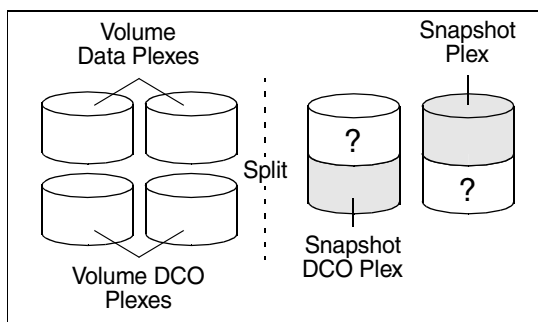 Volume
Data Plexes
Snapshot
Plex
?
Split
?
Snapshot
DCO Plex
Volume DCO
Plexes